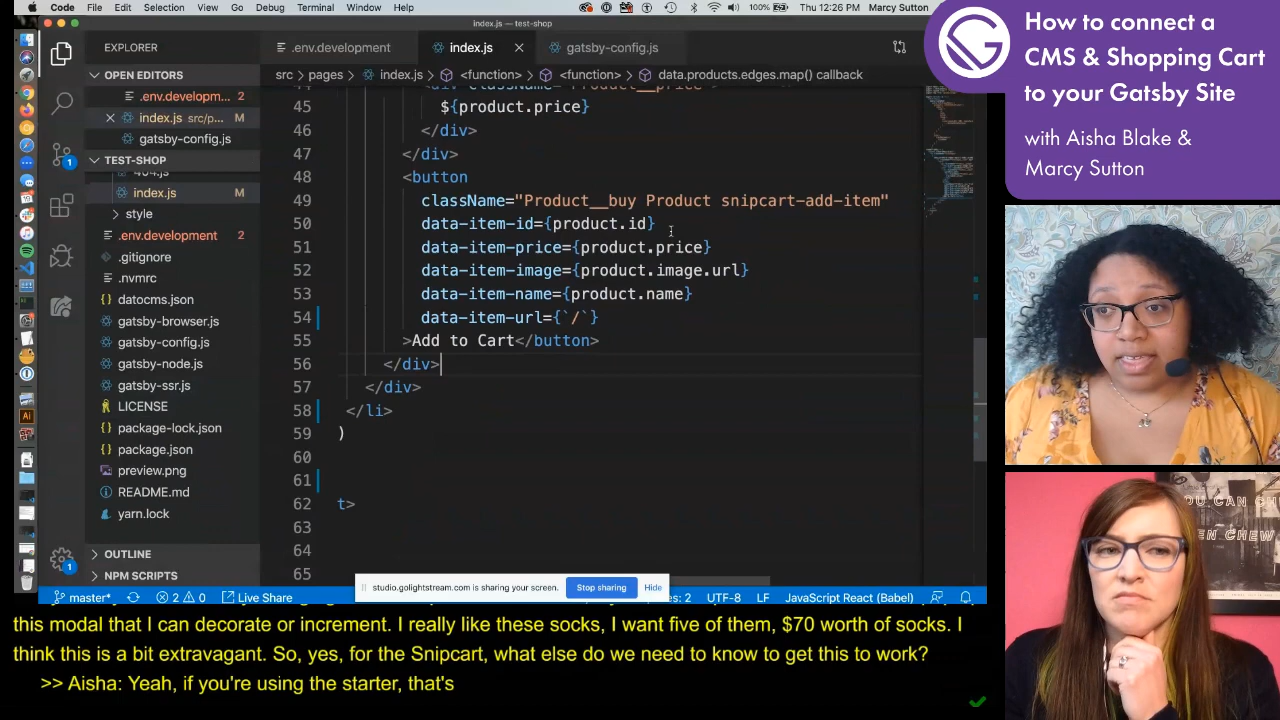 Code File Edit Selection View Go Debug Terminal Window Help
100% Thu 12:26 PM Marcy Sutton
index.js — test-shop
EXPLORER
OPEN EDITORS
.env.developm... 2
index.js src/p... M
gatsby-config.js
TEST-SHOP
404.js
index.js M
style
.env.development 2
.gitignore
.nvmrc
datocms.json
gatsby-browser.js
gatsby-config.js
gatsby-node.js
gatsby-ssr.js
LICENSE
package-lock.json
package.json
preview.png
README.md
yarn.lock
OUTLINE
NPM SCRIPTS
.env.development index.js gatsby-config.js
src > pages > index.js > <function> > <function> > data.products.edges.map() callback
44 <div className="Product__price">
45 ${product.price}
46 </div>
47 </div>
48 <button
49 className="Product__buy Product snipcart-add-item"
50 data-item-id={product.id}
51 data-item-price={product.price}
52 data-item-image={product.image.url}
53 data-item-name={product.name}
54 data-item-url={`/`}
55 >Add to Cart</button>
56 </div>
57 </div>
58 </li>
59 )
60
61
62 t>
63
64
65
studio.golightstream.com is sharing your screen. Stop sharing Hide
master* 2 0 Live Share
es: 2 UTF-8 LF JavaScript React (Babel)
this modal that I can decorate or increment. I really like these socks, I want five of them, $70 worth of socks. I
think this is a bit extravagant. So, yes, for the Snipcart, what else do we need to know to get this to work?
>> Aisha: Yeah, if you're using the starter, that's
How to connect a
CMS & Shopping Cart
to your Gatsby Site
with Aisha Blake &
Marcy Sutton